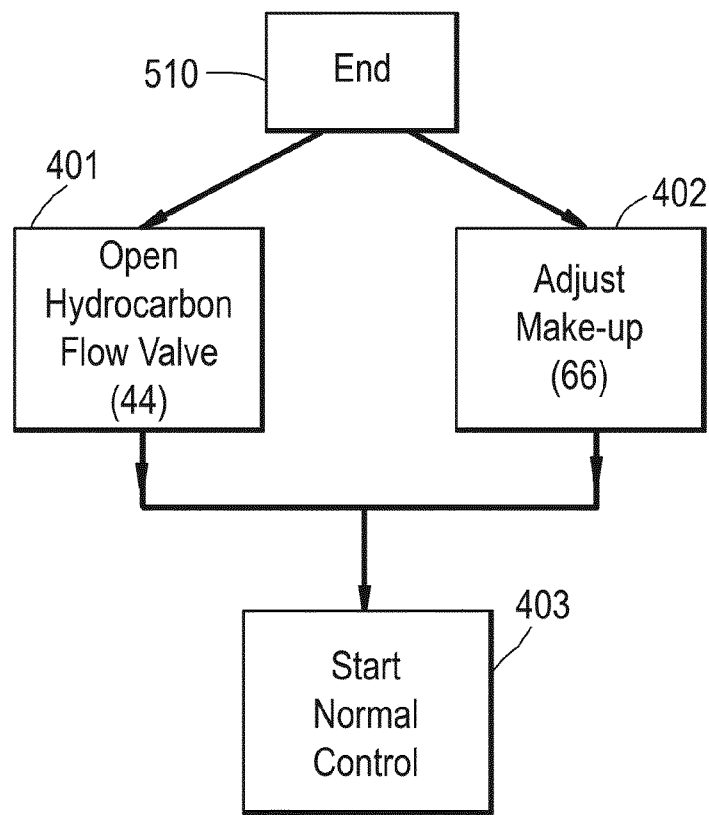 510
End
401
Open
Hydrocarbon
Flow Valve
(44)
402
Adjust
Make-up
(66)
403
Start
Normal
Control